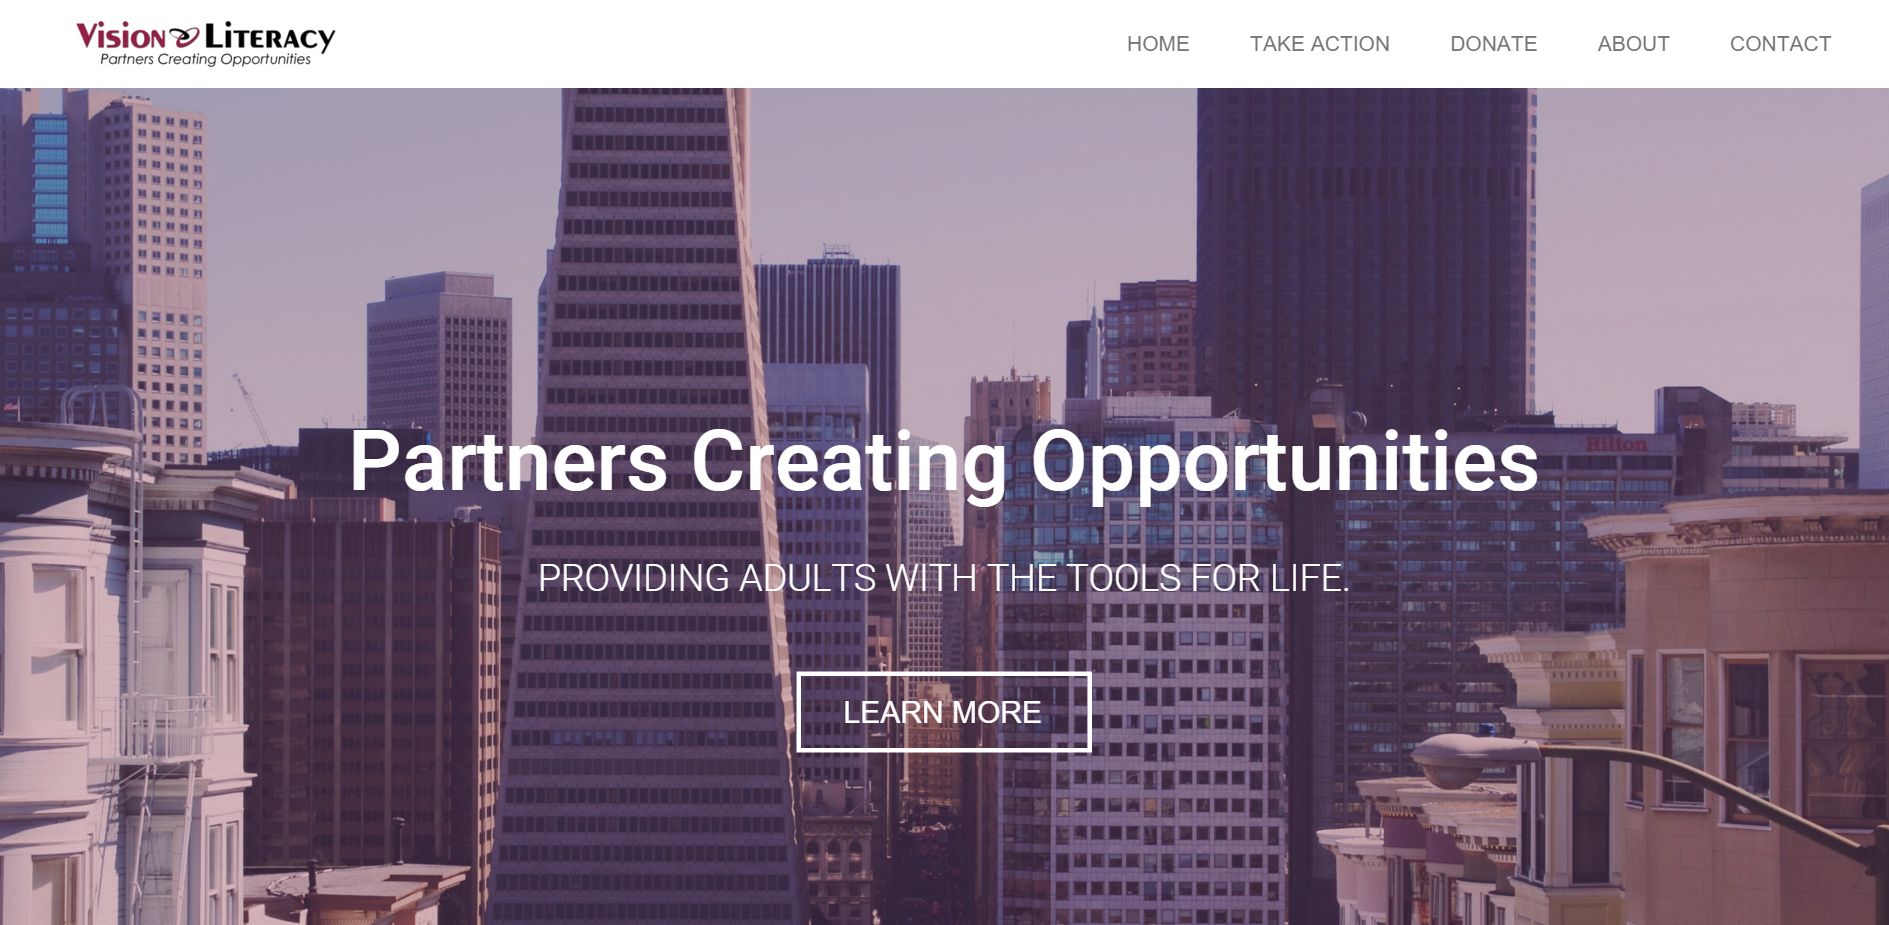 Vision Literacy
Partners Creating Opportunities
HOME TAKE ACTION DONATE ABOUT CONTACT
Hilton
Partners Creating Opportunities
PROVIDING ADULTS WITH THE TOOLS FOR LIFE.
LEARN MORE